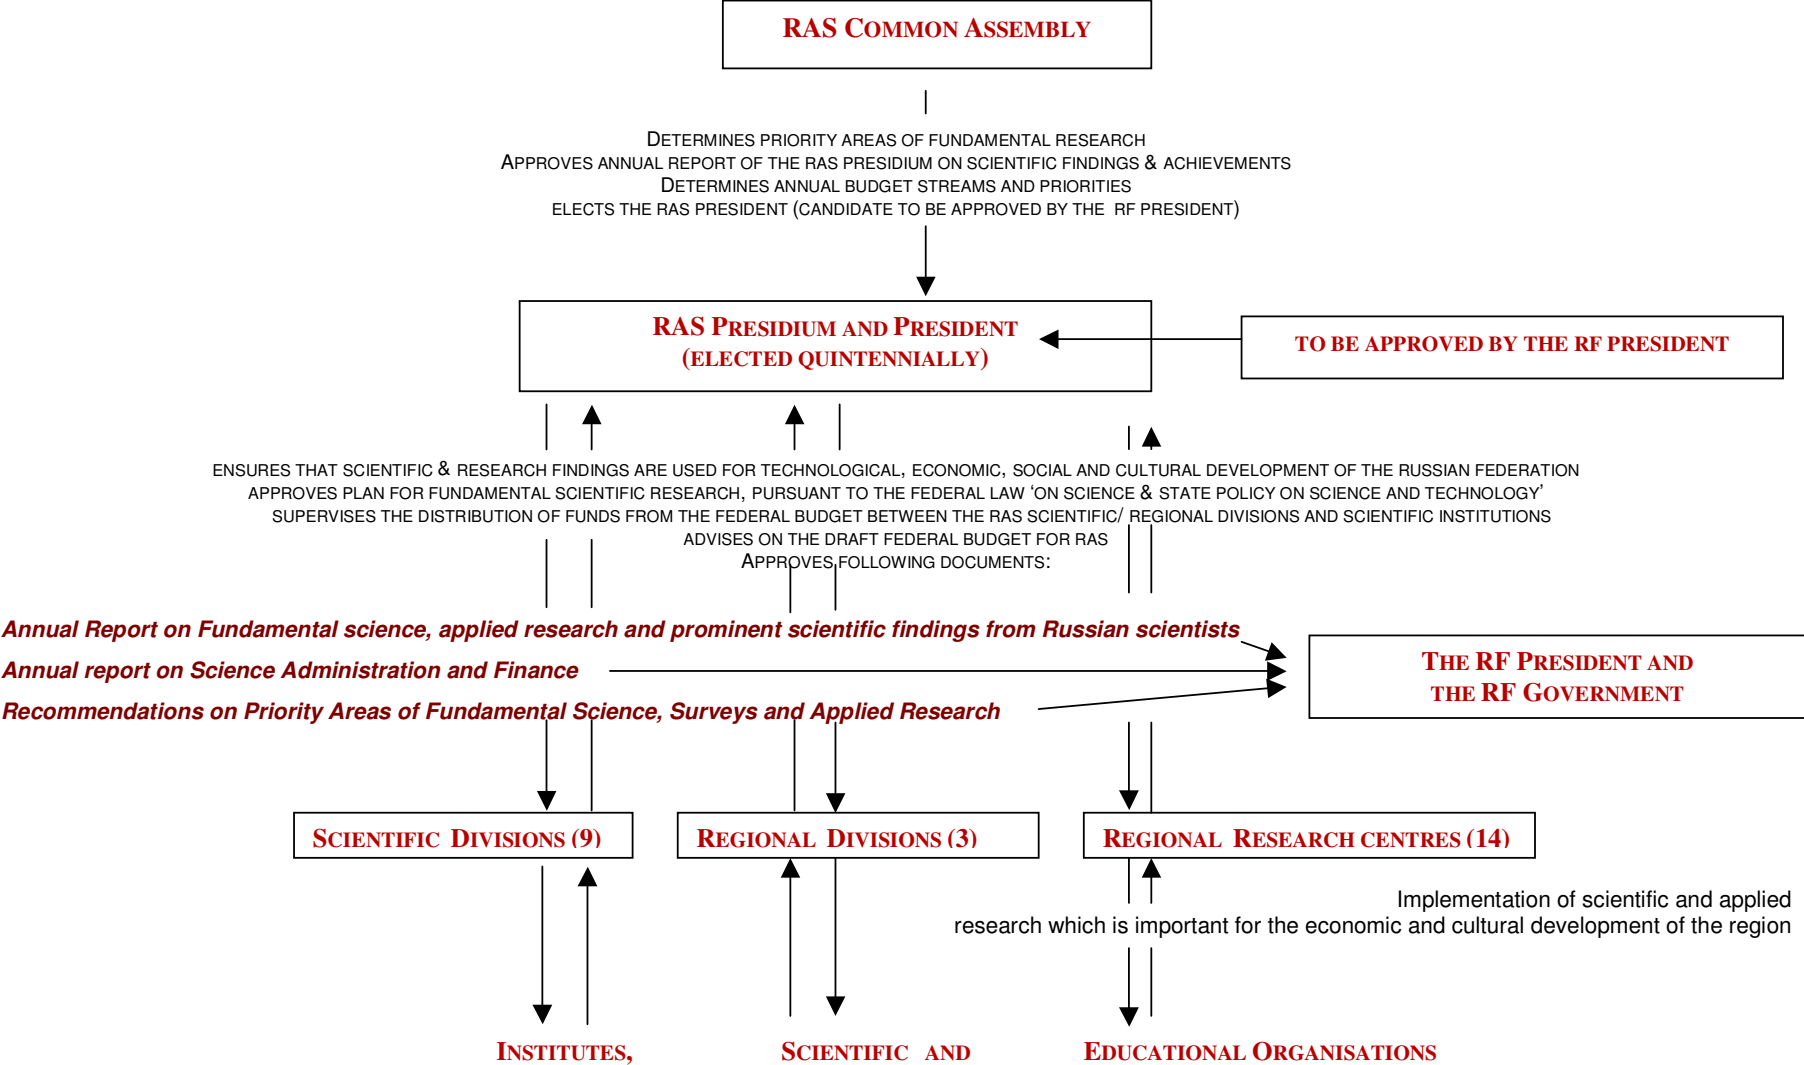 RAS COMMON ASSEMBLY
DETERMINES PRIORITY AREAS OF FUNDAMENTAL RESEARCH
APPROVES ANNUAL REPORT OF THE RAS PRESIDIUM ON SCIENTIFIC FINDINGS & ACHIEVEMENTS
DETERMINES ANNUAL BUDGET STREAMS AND PRIORITIES
ELECTS THE RAS PRESIDENT (CANDIDATE TO BE APPROVED BY THE RF PRESIDENT)
RAS PRESIDIUM AND PRESIDENT
(ELECTED QUINTENNIALLY)
TO BE APPROVED BY THE RF PRESIDENT
ENSURES THAT SCIENTIFIC & RESEARCH FINDINGS ARE USED FOR TECHNOLOGICAL, ECONOMIC, SOCIAL AND CULTURAL DEVELOPMENT OF THE RUSSIAN FEDERATION
APPROVES PLAN FOR FUNDAMENTAL SCIENTIFIC RESEARCH, PURSUANT TO THE FEDERAL LAW ‘ON SCIENCE & STATE POLICY ON SCIENCE AND TECHNOLOGY’
SUPERVISES THE DISTRIBUTION OF FUNDS FROM THE FEDERAL BUDGET BETWEEN THE RAS SCIENTIFIC/ REGIONAL DIVISIONS AND SCIENTIFIC INSTITUTIONS
ADVISES ON THE DRAFT FEDERAL BUDGET FOR RAS
APPROVES FOLLOWING DOCUMENTS:
Annual Report on Fundamental science, applied research and prominent scientific findings from Russian scientists
Annual report on Science Administration and Finance
Recommendations on Priority Areas of Fundamental Science, Surveys and Applied Research
THE RF PRESIDENT AND
THE RF GOVERNMENT
SCIENTIFIC DIVISIONS (9)
REGIONAL DIVISIONS (3)
REGIONAL RESEARCH CENTRES (14)
Implementation of scientific and applied
research which is important for the economic and cultural development of the region
INSTITUTES,
SCIENTIFIC AND
EDUCATIONAL ORGANISATIONS